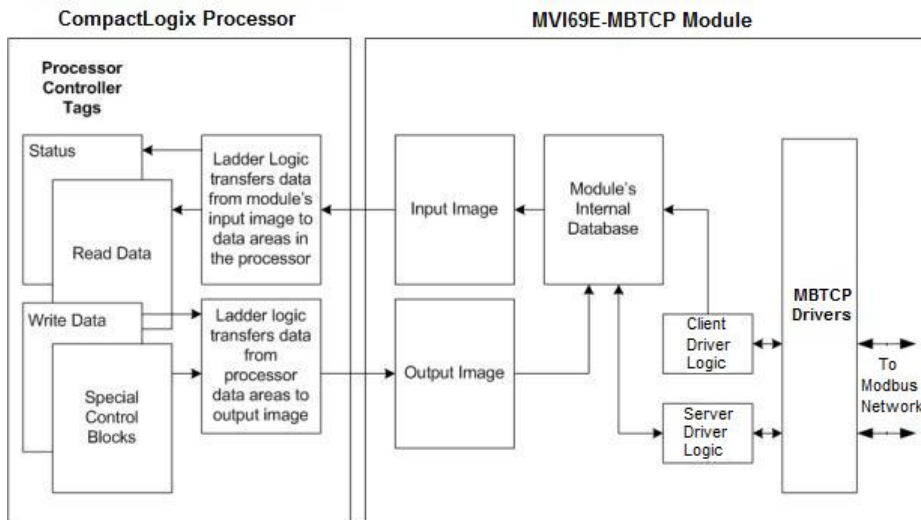 CompactLogix Processor
MVI69E-MBTCP Module
Processor
Controller
Tags
Status
Read Data
Write Data
Special
Control
Blocks
Ladder Logic
transfers data
from module's
input image to
data areas in
the processor
Ladder logic
transfers data
from
processor
data areas to
output image
Input Image
Output Image
Module's
Internal
Database
Client
Driver
Logic
Server
Driver
Logic
MBTCP
Drivers
To
Modbus
Network